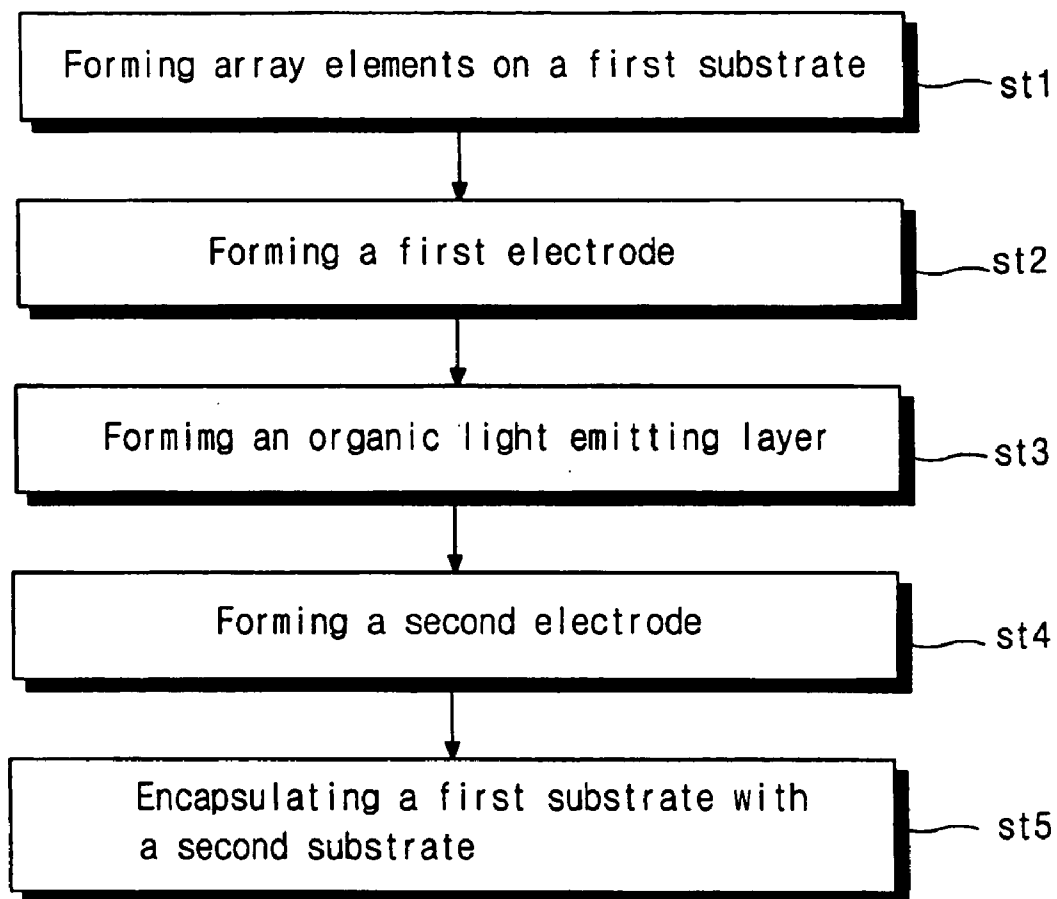 Forming array elements on a first substrate
st1
Forming a first electrode
st2
Formimg an organic light emitting layer
st3
Forming a second electrode
st4
Encapsulating a first substrate with
a second substrate
st5